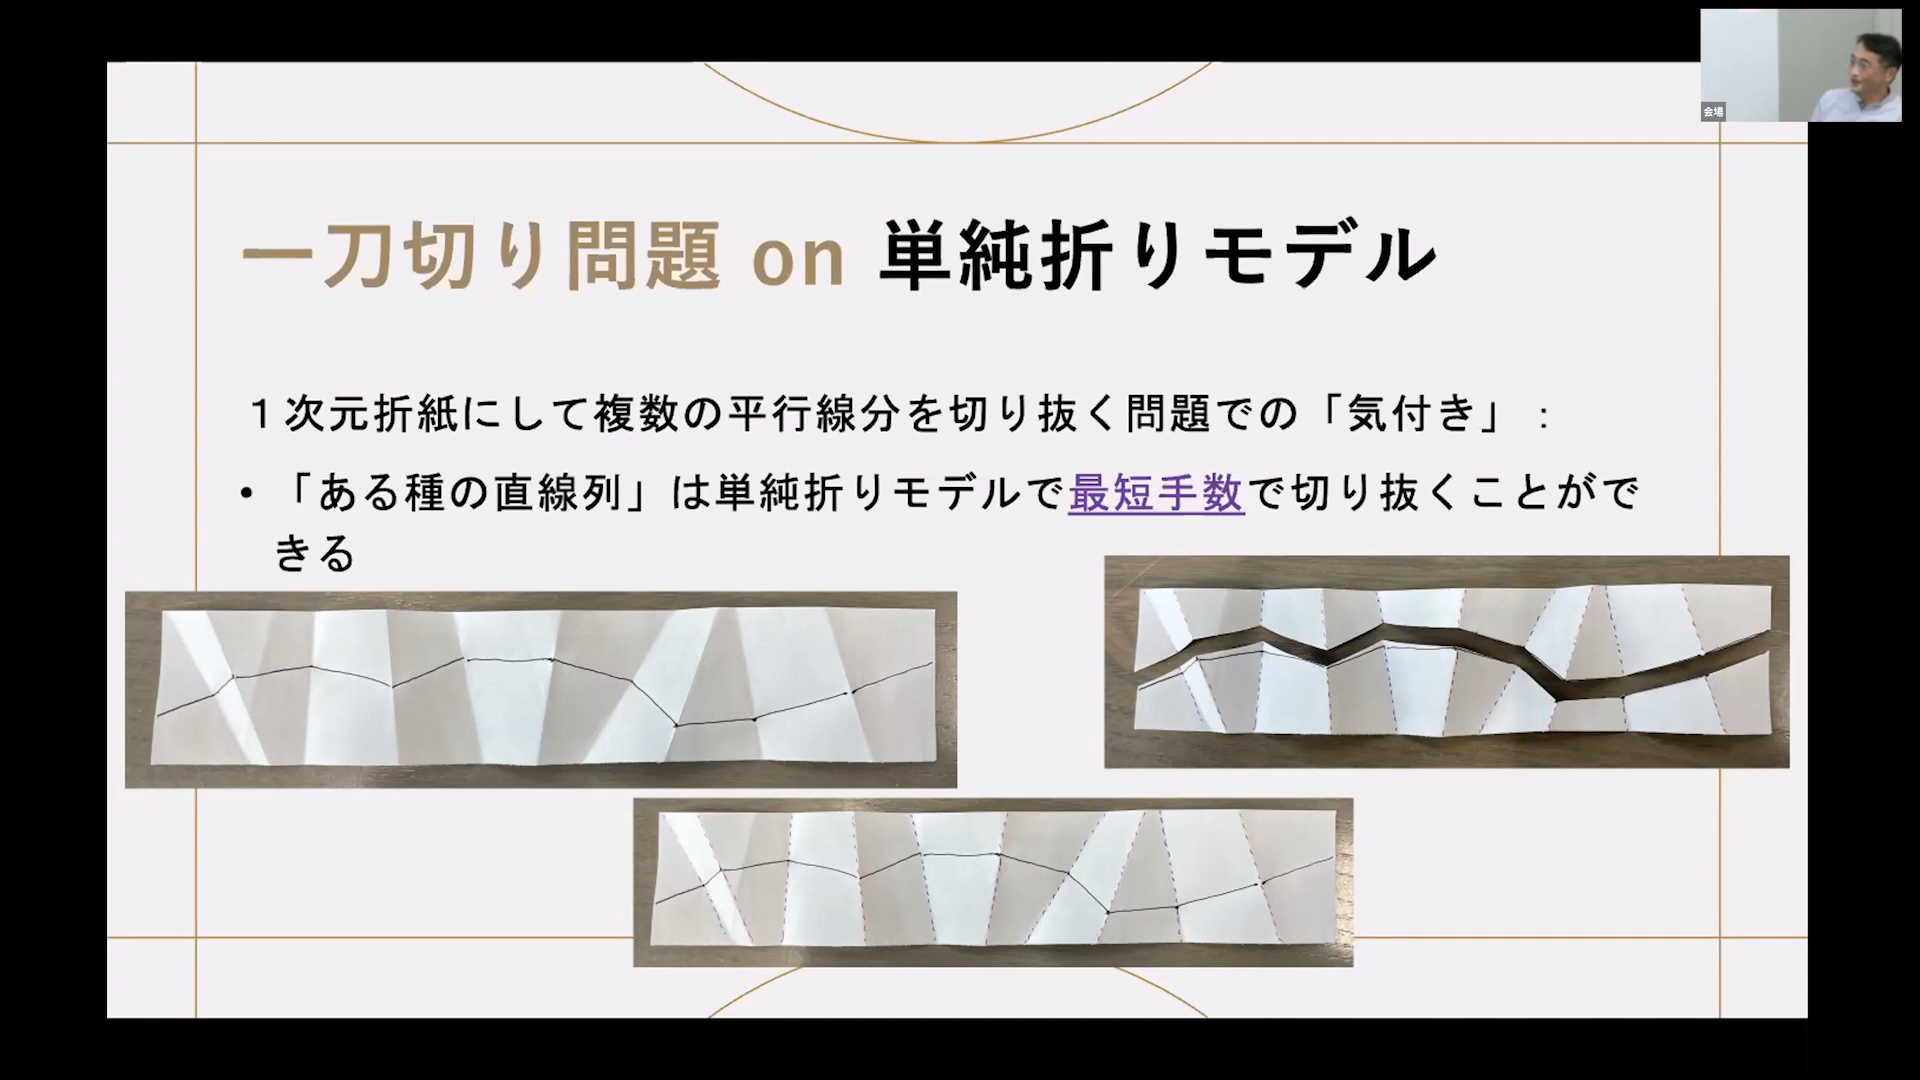 会場
一刀切り問題 on 単純折りモデル
1次元折紙にして複数の平行線分を切り抜く問題での「気付き」:
• 「ある種の直線列」は単純折りモデルで最短手数で切り抜くことがで
きる